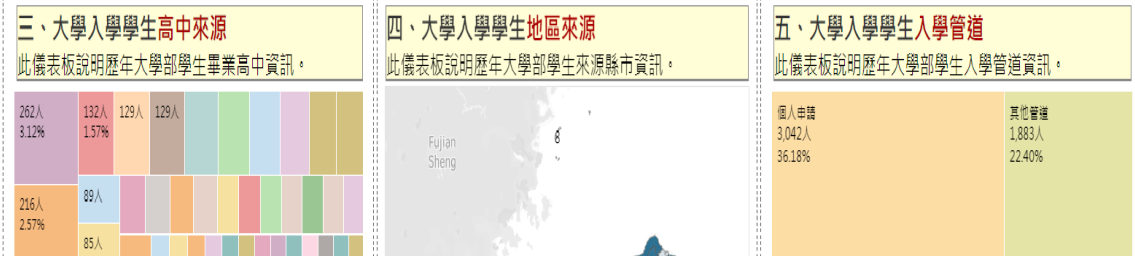 三、大學入學學生高中來源
此儀表板說明歷年大學部學生畢業高中資訊。
262人
3.12%
132人
1.57%
129人
129人
216人
2.57%
89人
85人
四、大學入學學生地區來源
此儀表板說明歷年大學部學生來源縣市資訊。
Fujian
Sheng
五、大學入學學生入學管道
此儀表板說明歷年大學部學生入學管道資訊。
個人申請
3,042人
36.18%
其他管道
1,883人
22.40%